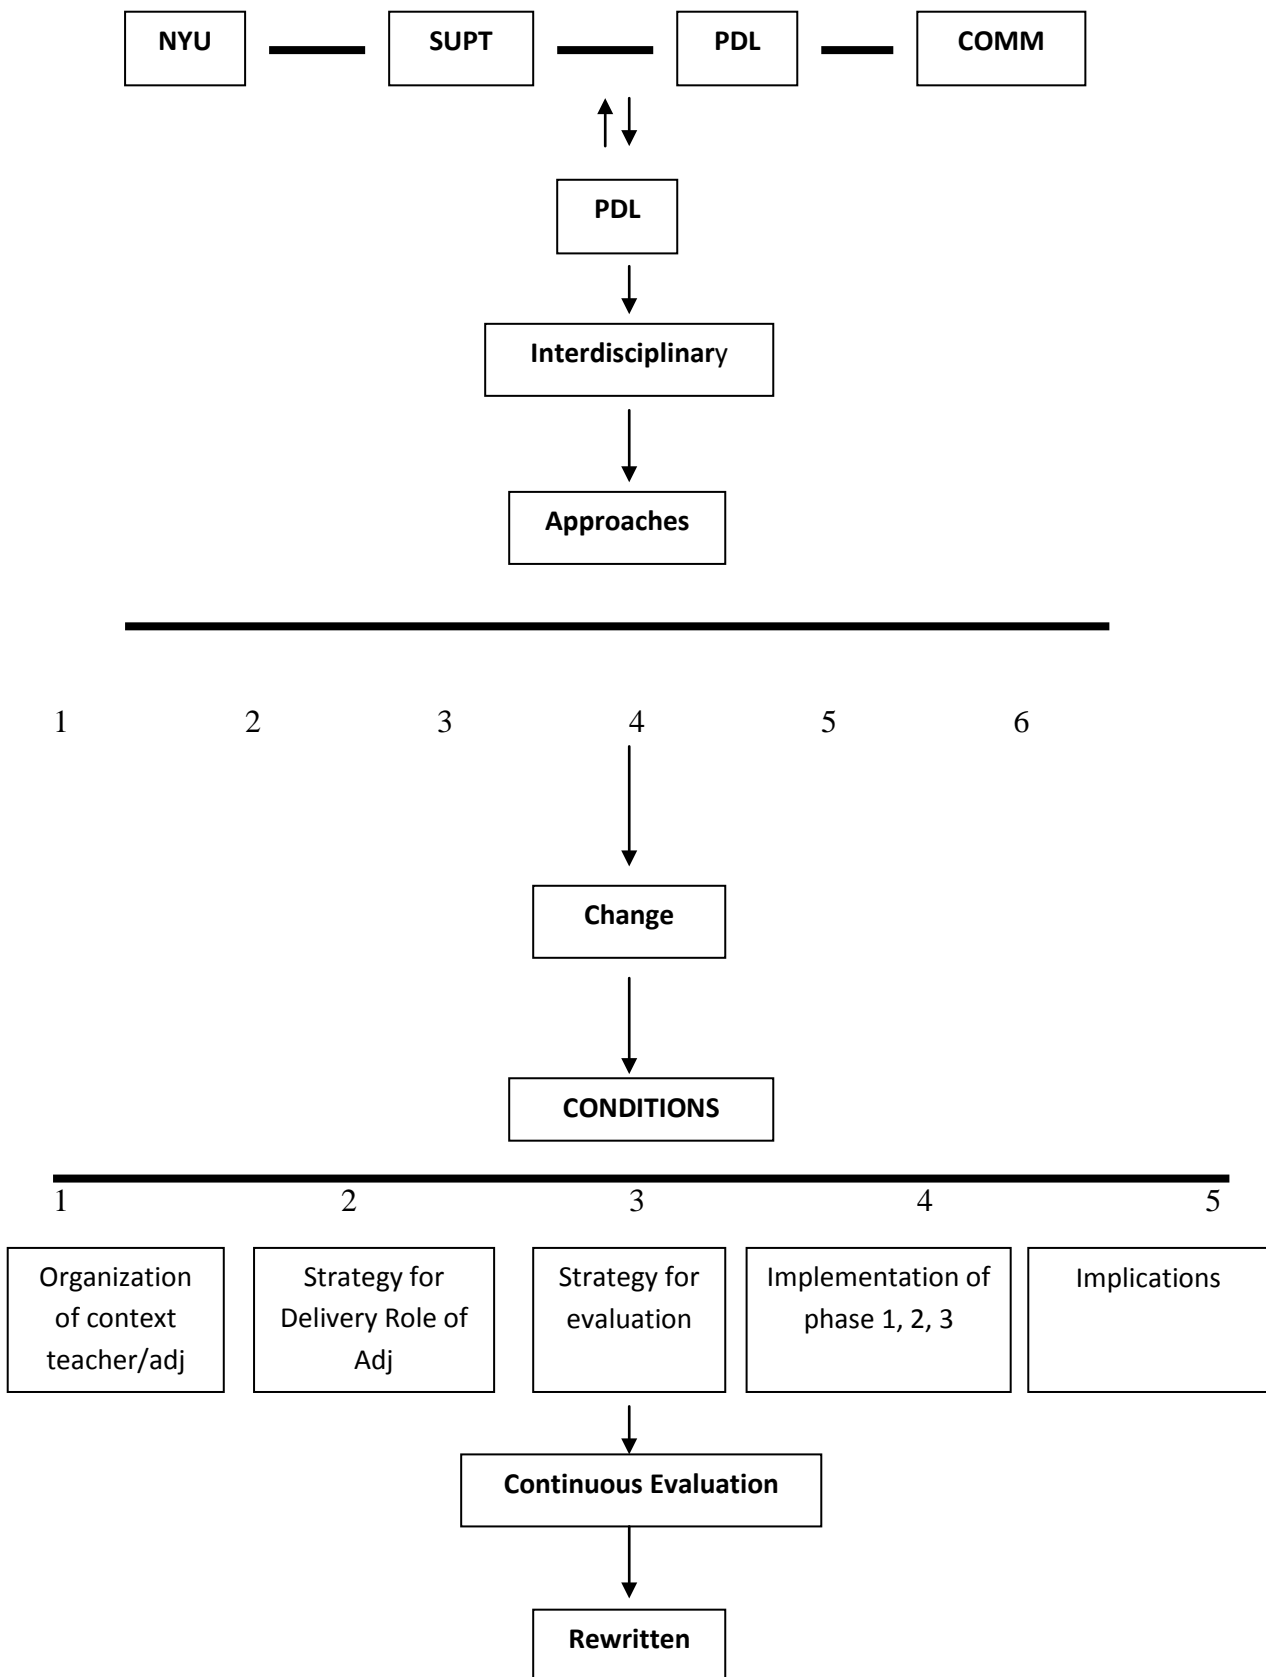 NYU SUPT PDL COMM
PDL
Interdisciplinary
Approaches
1 2 3 4 5 6
Change
CONDITIONS
1 2 3 4 5
Organization
of context
teacher/adj
Strategy for
Delivery Role of
Adj
Strategy for
evaluation
Implementation of
phase 1, 2, 3
Implications
Continuous Evaluation
Rewritten